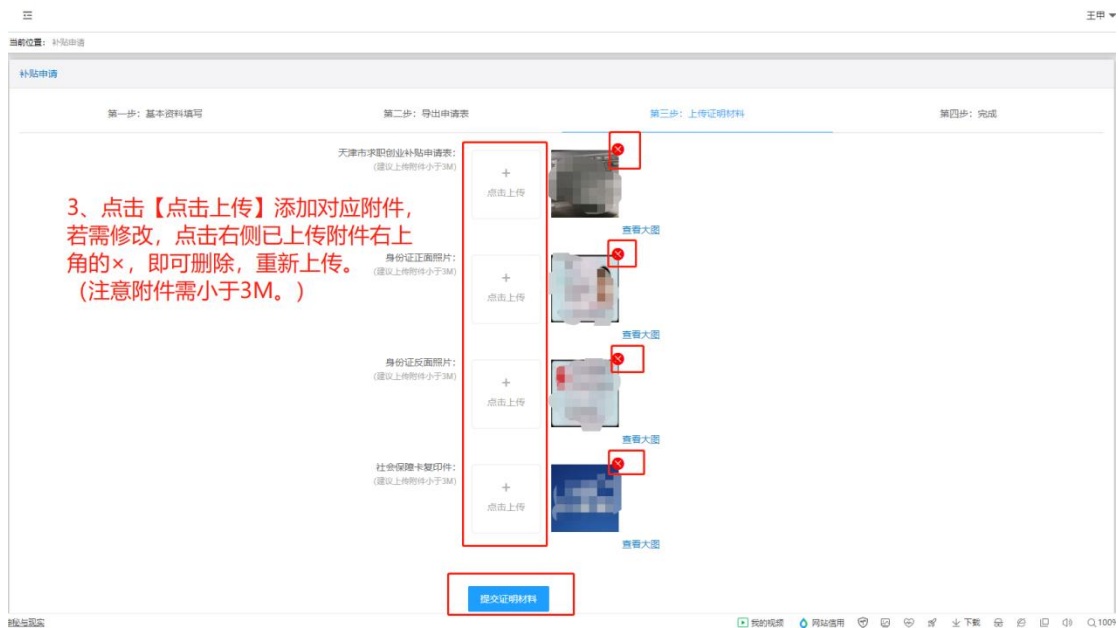 王甲
当前位置： 补贴申请
补贴申请
第一步：基本资料填写 第二步：导出申请表 第三步：上传证明材料 第四步：完成
天津市求职创业补贴申请表：
(建议上传附件小于3M)
+
点击上传
查看大图
3、点击【点击上传】添加对应附件，
若需修改，点击右侧已上传附件右上
角的×，即可删除，重新上传。
（注意附件需小于3M。）
身份证正面照片：
(建议上传附件小于3M)
+
点击上传
查看大图
身份证反面照片：
(建议上传附件小于3M)
+
点击上传
查看大图
社会保障卡复印件：
(建议上传附件小于3M)
+
点击上传
查看大图
提交证明材料
秘与现实 我的视频 网站信用 下载 100%